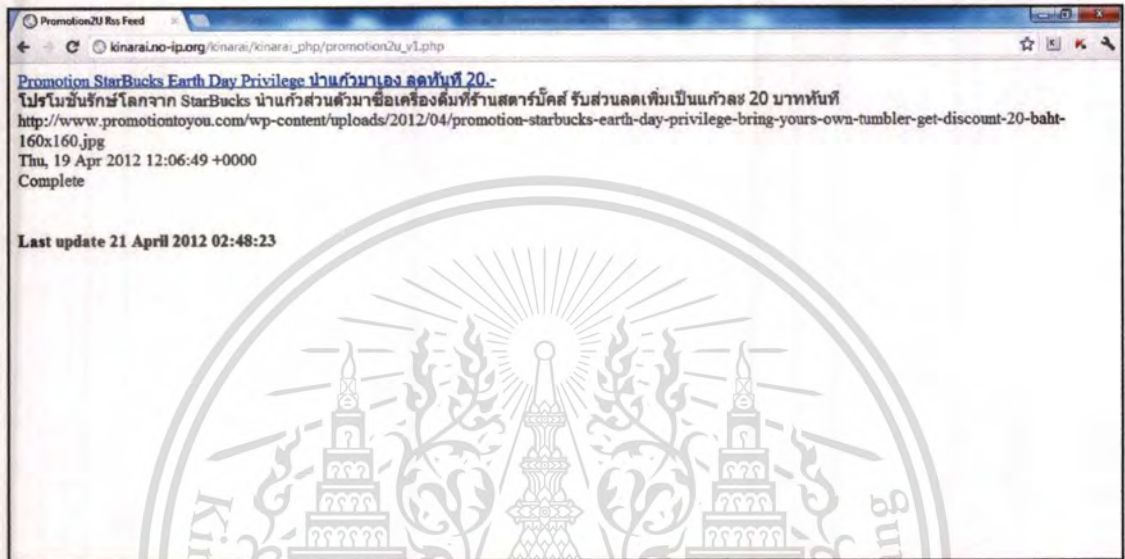 Promotion2U Rss Feed
kinarai.no-ip.org/kinarai/kinarai_php/promotion2u_v1.php
Promotion StarBucks Earth Day Privilege นำแก้วมาเอง ลดทันที 20.-
โปรโมชั่นรักษ์โลกจาก StarBucks นำแก้วส่วนตัวมาซื้อเครื่องดื่มที่ร้านสตาร์บั๊คส์ รับส่วนลดเพิ่มเป็นแก้วละ 20 บาททันที
http://www.promotiontoyou.com/wp-content/uploads/2012/04/promotion-starbucks-earth-day-privilege-bring-yours-own-tumbler-get-discount-20-baht-
160x160.jpg
Thu, 19 Apr 2012 12:06:49 +0000
Complete
Last update 21 April 2012 02:48:23